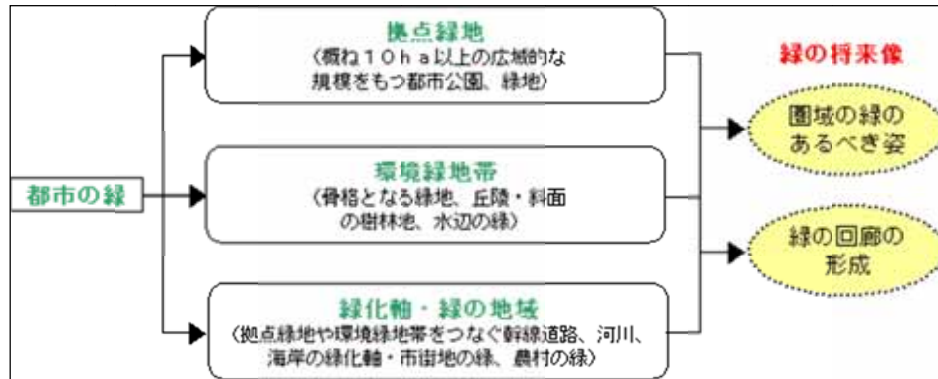 都市の緑
拠点緑地
(概ね10ha以上の広域的な
規模をもつ都市公園、緑地)
環境緑地帯
(骨格となる緑地、丘陵・斜面
の樹林地、水辺の緑)
緑化軸・緑の地域
(拠点緑地や環境緑地帯をつなぐ幹線道路、河川、
海岸の緑化軸・市街地の緑、農村の緑)
緑の将来像
圏域の緑の
あるべき姿
緑の回廊の
形成